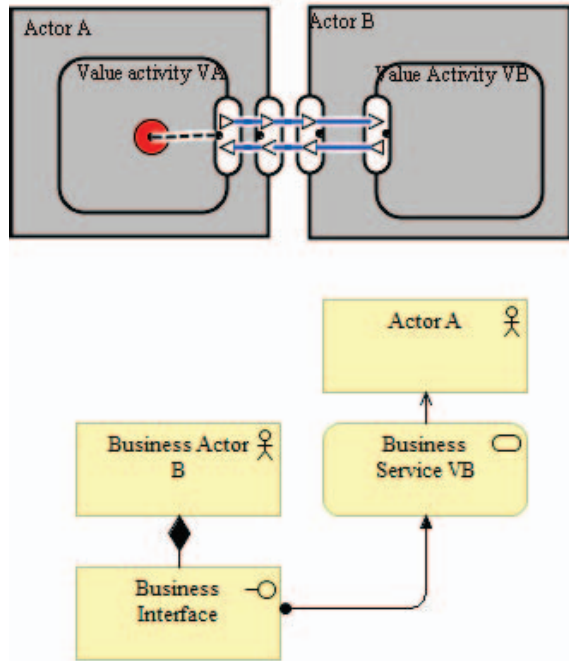 Actor A
Actor B
Value activity VA
Value Activity VB
Actor A
Business Actor
B
Business
Service VB
Business
Interface